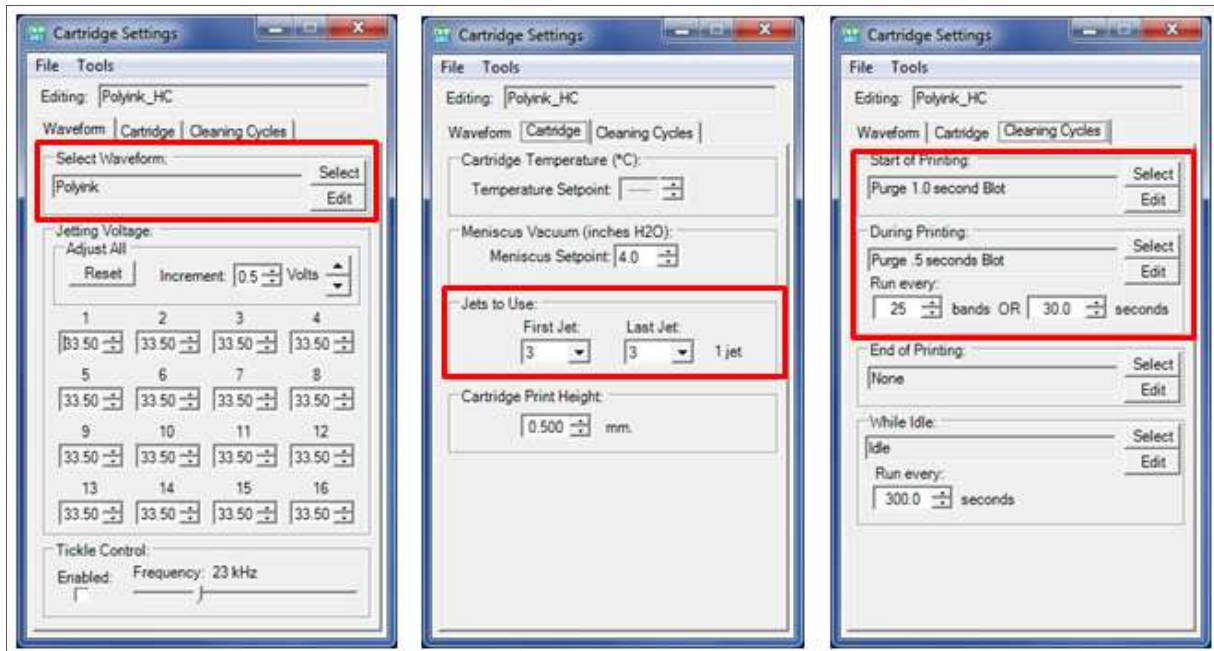 Cartridge Settings
File Tools
Editing: Polyink_HC
Waveform Cartridge Cleaning Cycles
Select Waveform:
Polyink
Select
Edit
Jetting Voltage:
Adjust All
Reset Increment: 0.5 Volts
1 2 3 4
33.50 33.50 33.50 33.50
5 6 7 8
33.50 33.50 33.50 33.50
9 10 11 12
33.50 33.50 33.50 33.50
13 14 15 16
33.50 33.50 33.50 33.50
Tickle Control:
Enabled: Frequency: 23 kHz
Cartridge Settings
File Tools
Editing: Polyink_HC
Waveform Cartridge Cleaning Cycles
Cartridge Temperature (°C):
Temperature Setpoint: ----
Meniscus Vacuum (inches H2O):
Meniscus Setpoint: 4.0
Jets to Use:
First Jet: Last Jet:
3 3 1 jet
Cartridge Print Height:
0.500 mm.
Cartridge Settings
File Tools
Editing: Polyink_HC
Waveform Cartridge Cleaning Cycles
Start of Printing:
Purge 1.0 second Blot
Select
Edit
During Printing:
Purge .5 seconds Blot
Select
Edit
Run every:
25 bands OR 30.0 seconds
End of Printing:
None
Select
Edit
While Idle:
Idle
Select
Edit
Run every:
300.0 seconds